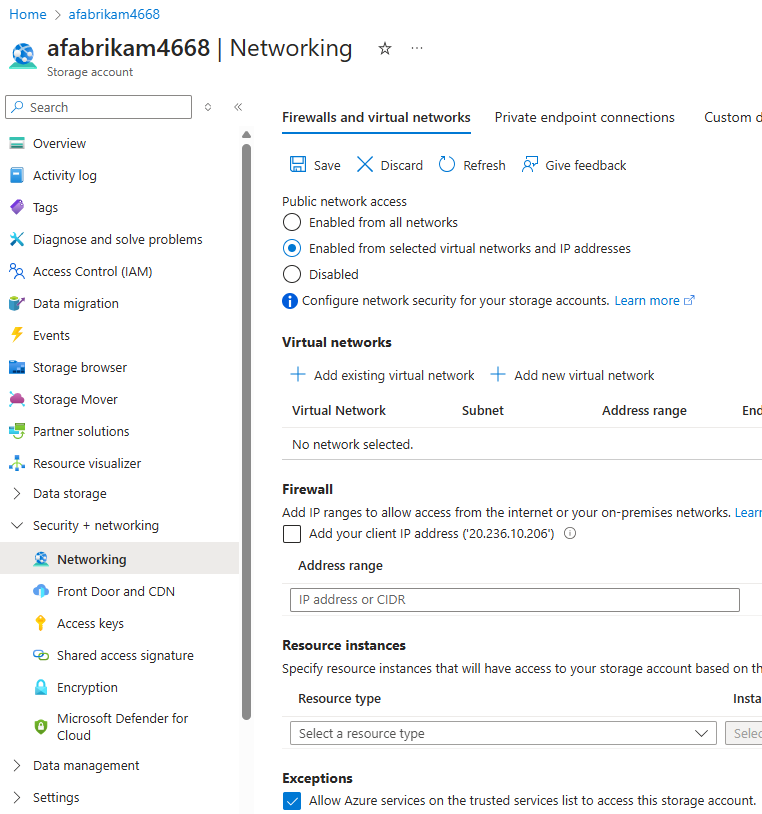 Home > afabrikam4668
afabrikam4668 | Networking
Storage account
Search
Overview
Activity log
Tags
Diagnose and solve problems
Access Control (IAM)
Data migration
Events
Storage browser
Storage Mover
Partner solutions
Resource visualizer
Data storage
Security + networking
Networking
Front Door and CDN
Access keys
Shared access signature
Encryption
Microsoft Defender for
Cloud
Data management
Settings
Firewalls and virtual networks Private endpoint connections Custom d
Save Discard Refresh Give feedback
Public network access
Enabled from all networks
Enabled from selected virtual networks and IP addresses
Disabled
Configure network security for your storage accounts. Learn more
Virtual networks
Add existing virtual network Add new virtual network
Virtual Network Subnet Address range End
No network selected.
Firewall
Add IP ranges to allow access from the internet or your on-premises networks. Learn
Add your client IP address ('20.236.10.206')
Address range
IP address or CIDR
Resource instances
Specify resource instances that will have access to your storage account based on th
Resource type Insta
Select a resource type Selec
Exceptions
Allow Azure services on the trusted services list to access this storage account.